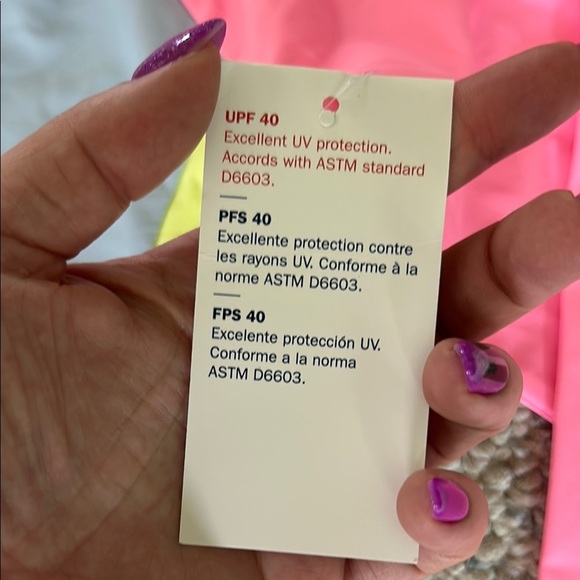 UPF 40
Excellent UV protection.
Accords with ASTM standard
D6603.
PFS 40
Excellente protection contre
les rayons UV. Conforme à la
norme ASTM D6603.
FPS 40
Excelente protección UV.
Conforme a la norma
ASTM D6603.